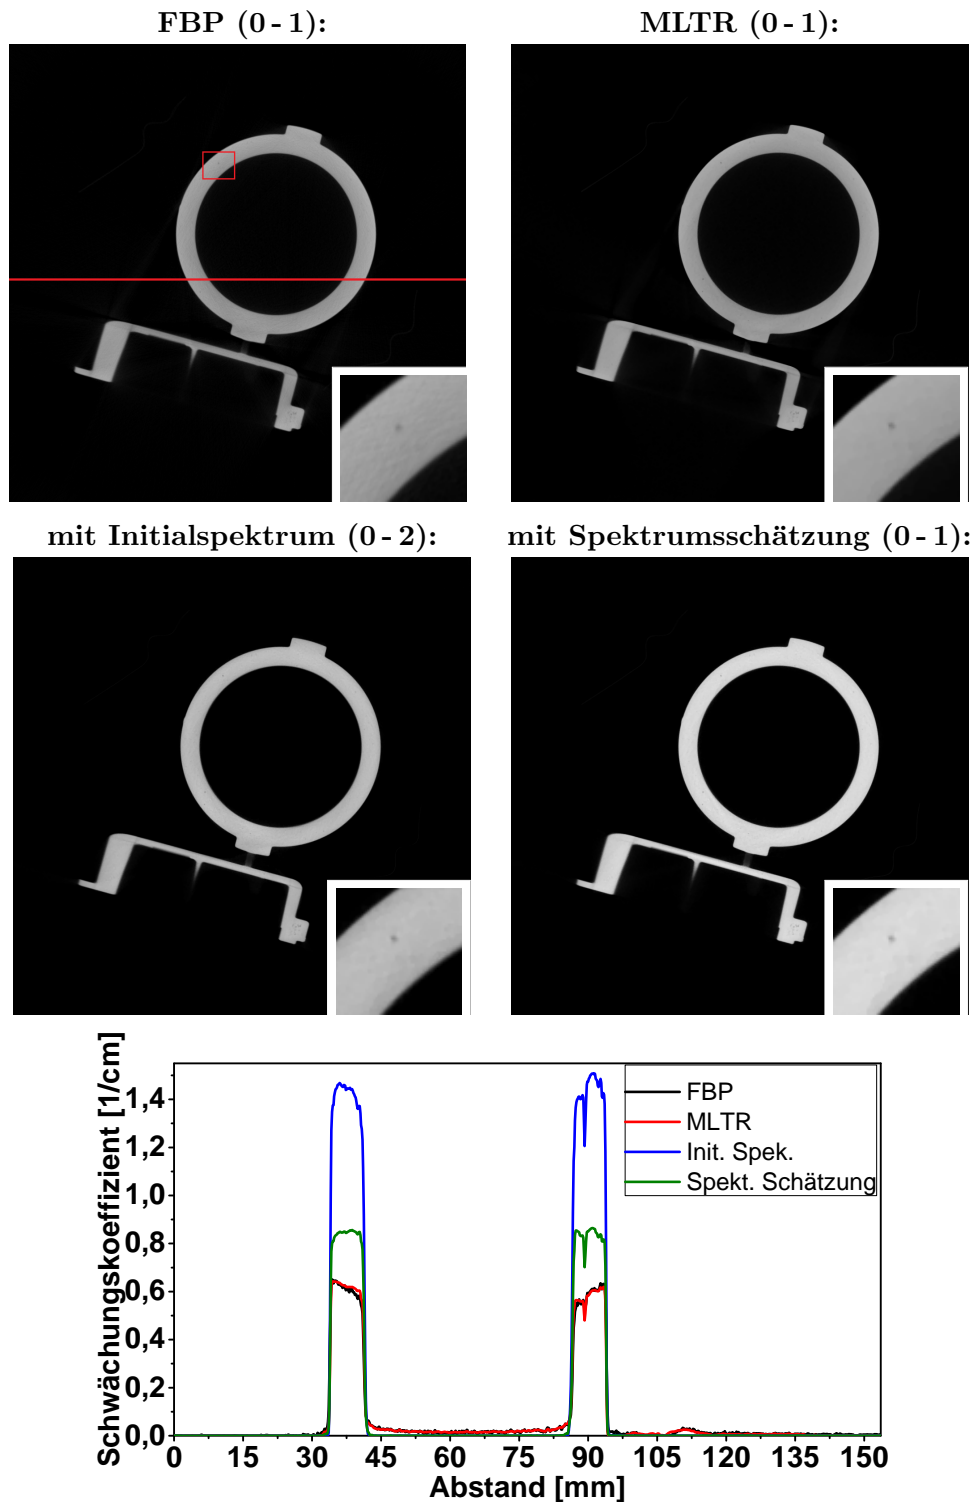 FBP (0 - 1):
MLTR (0 - 1):
mit Initialspektrum (0 - 2):
mit Spektrumsschätzung (0 - 1):
Schwächungskoeffizient [1/cm]
1,4
1,2
1,0
0,8
0,6
0,4
0,2
0,0
FBP
MLTR
Init. Spek.
Spekt. Schätzung
0 15 30 45 60 75 90 105 120 135 150
Abstand [mm]